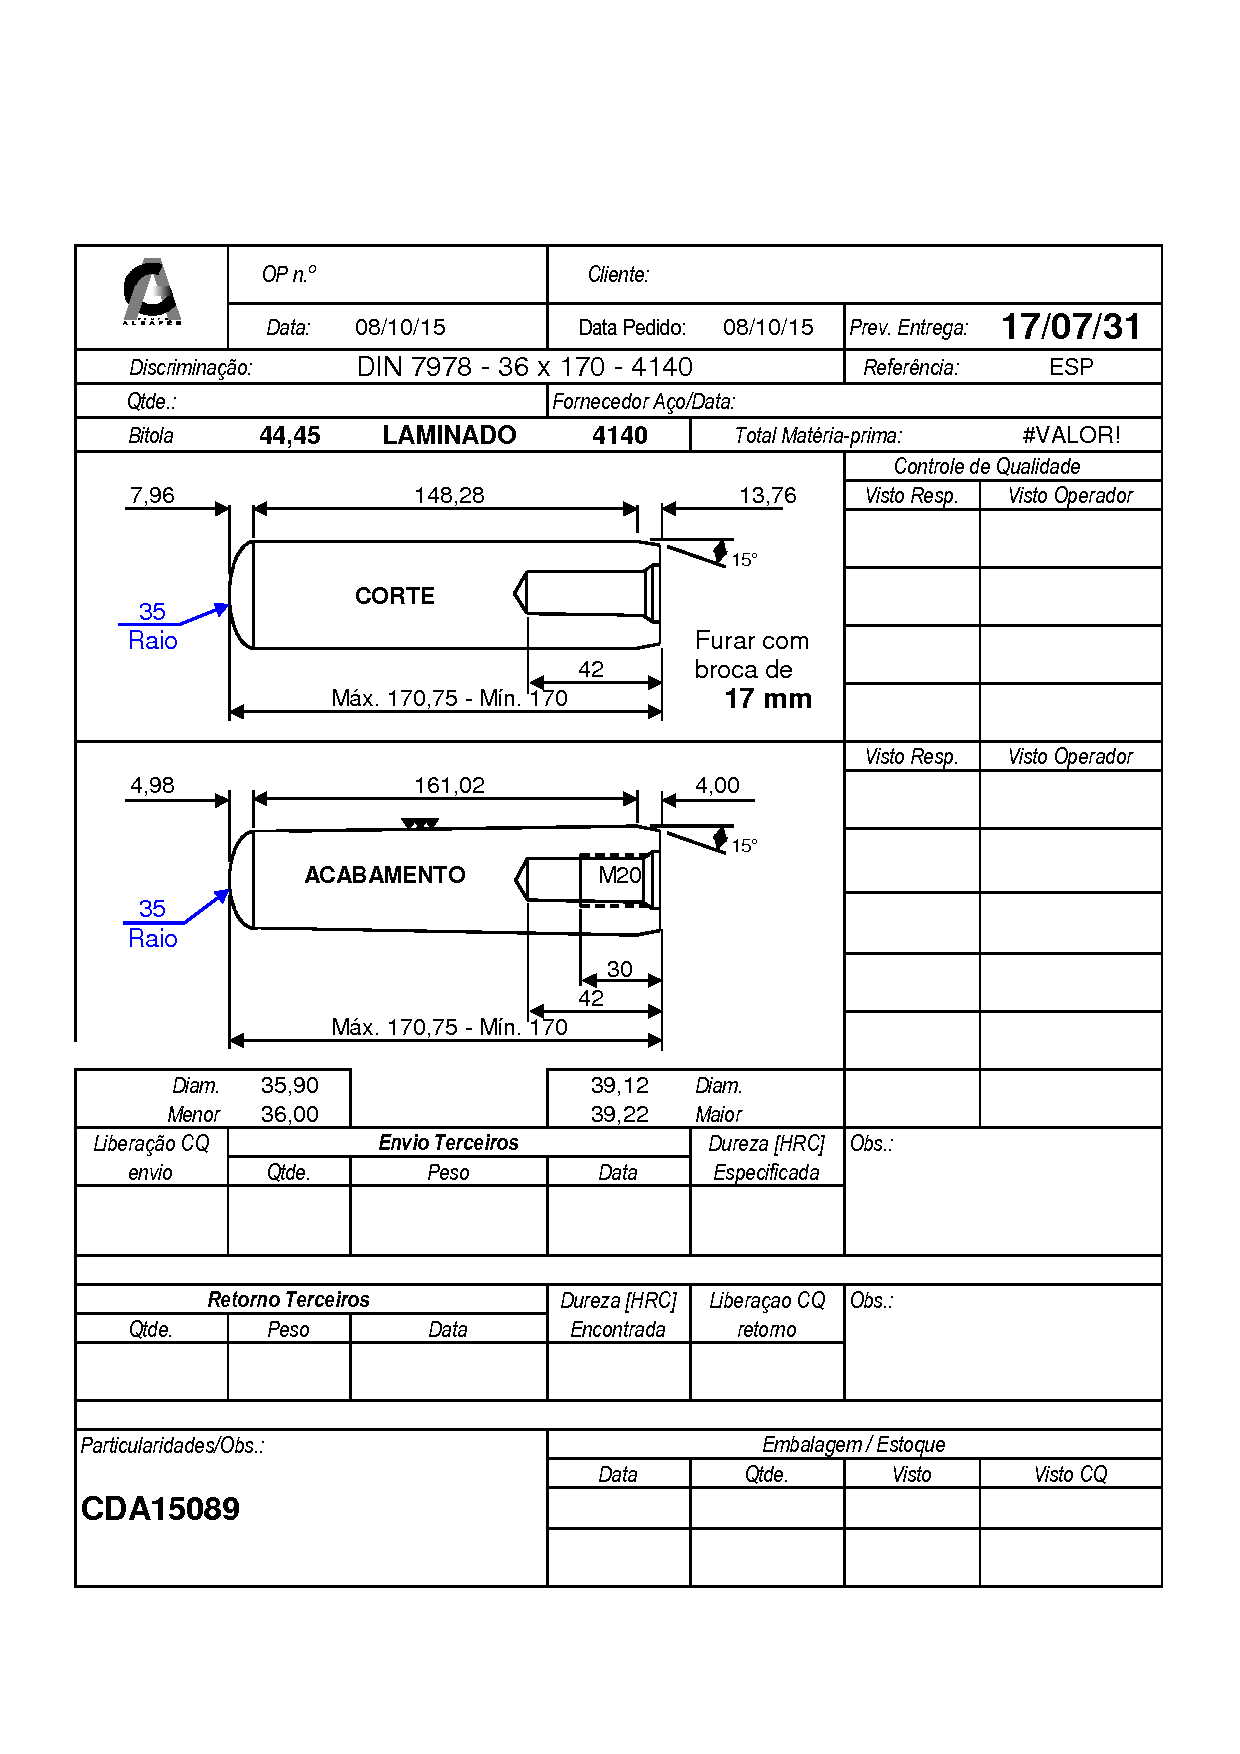 OP n.º Cliente:
GRUPO
ALBAFER
Data: 08/10/15 Data Pedido: 08/10/15 Prev. Entrega: 17/07/31
Discriminação: DIN 7978 - 36 x 170 - 4140 Referência: ESP
Qtde.: Fornecedor Aço/Data:
Bitola 44,45 LAMINADO 4140 Total Matéria-prima: #VALOR!
Controle de Qualidade
7,96 148,28 13,76 Visto Resp. Visto Operador
15°
CORTE
35
Raio Furar com
42 broca de
Máx. 170,75 - Mín. 170 17 mm
Visto Resp. Visto Operador
4,98 161,02 4,00
15°
ACABAMENTO M20
35
Raio
30
42
Máx. 170,75 - Mín. 170
Diam. 35,90 39,12 Diam.
Menor 36,00 39,22 Maior
Liberação CQ Envio Terceiros Dureza [HRC] Obs.:
envio Qtde. Peso Data Especificada
Retorno Terceiros Dureza [HRC] Liberaçao CQ Obs.:
Qtde. Peso Data Encontrada retorno
Particularidades/Obs.: Embalagem / Estoque
Data Qtde. Visto Visto CQ
CDA15089